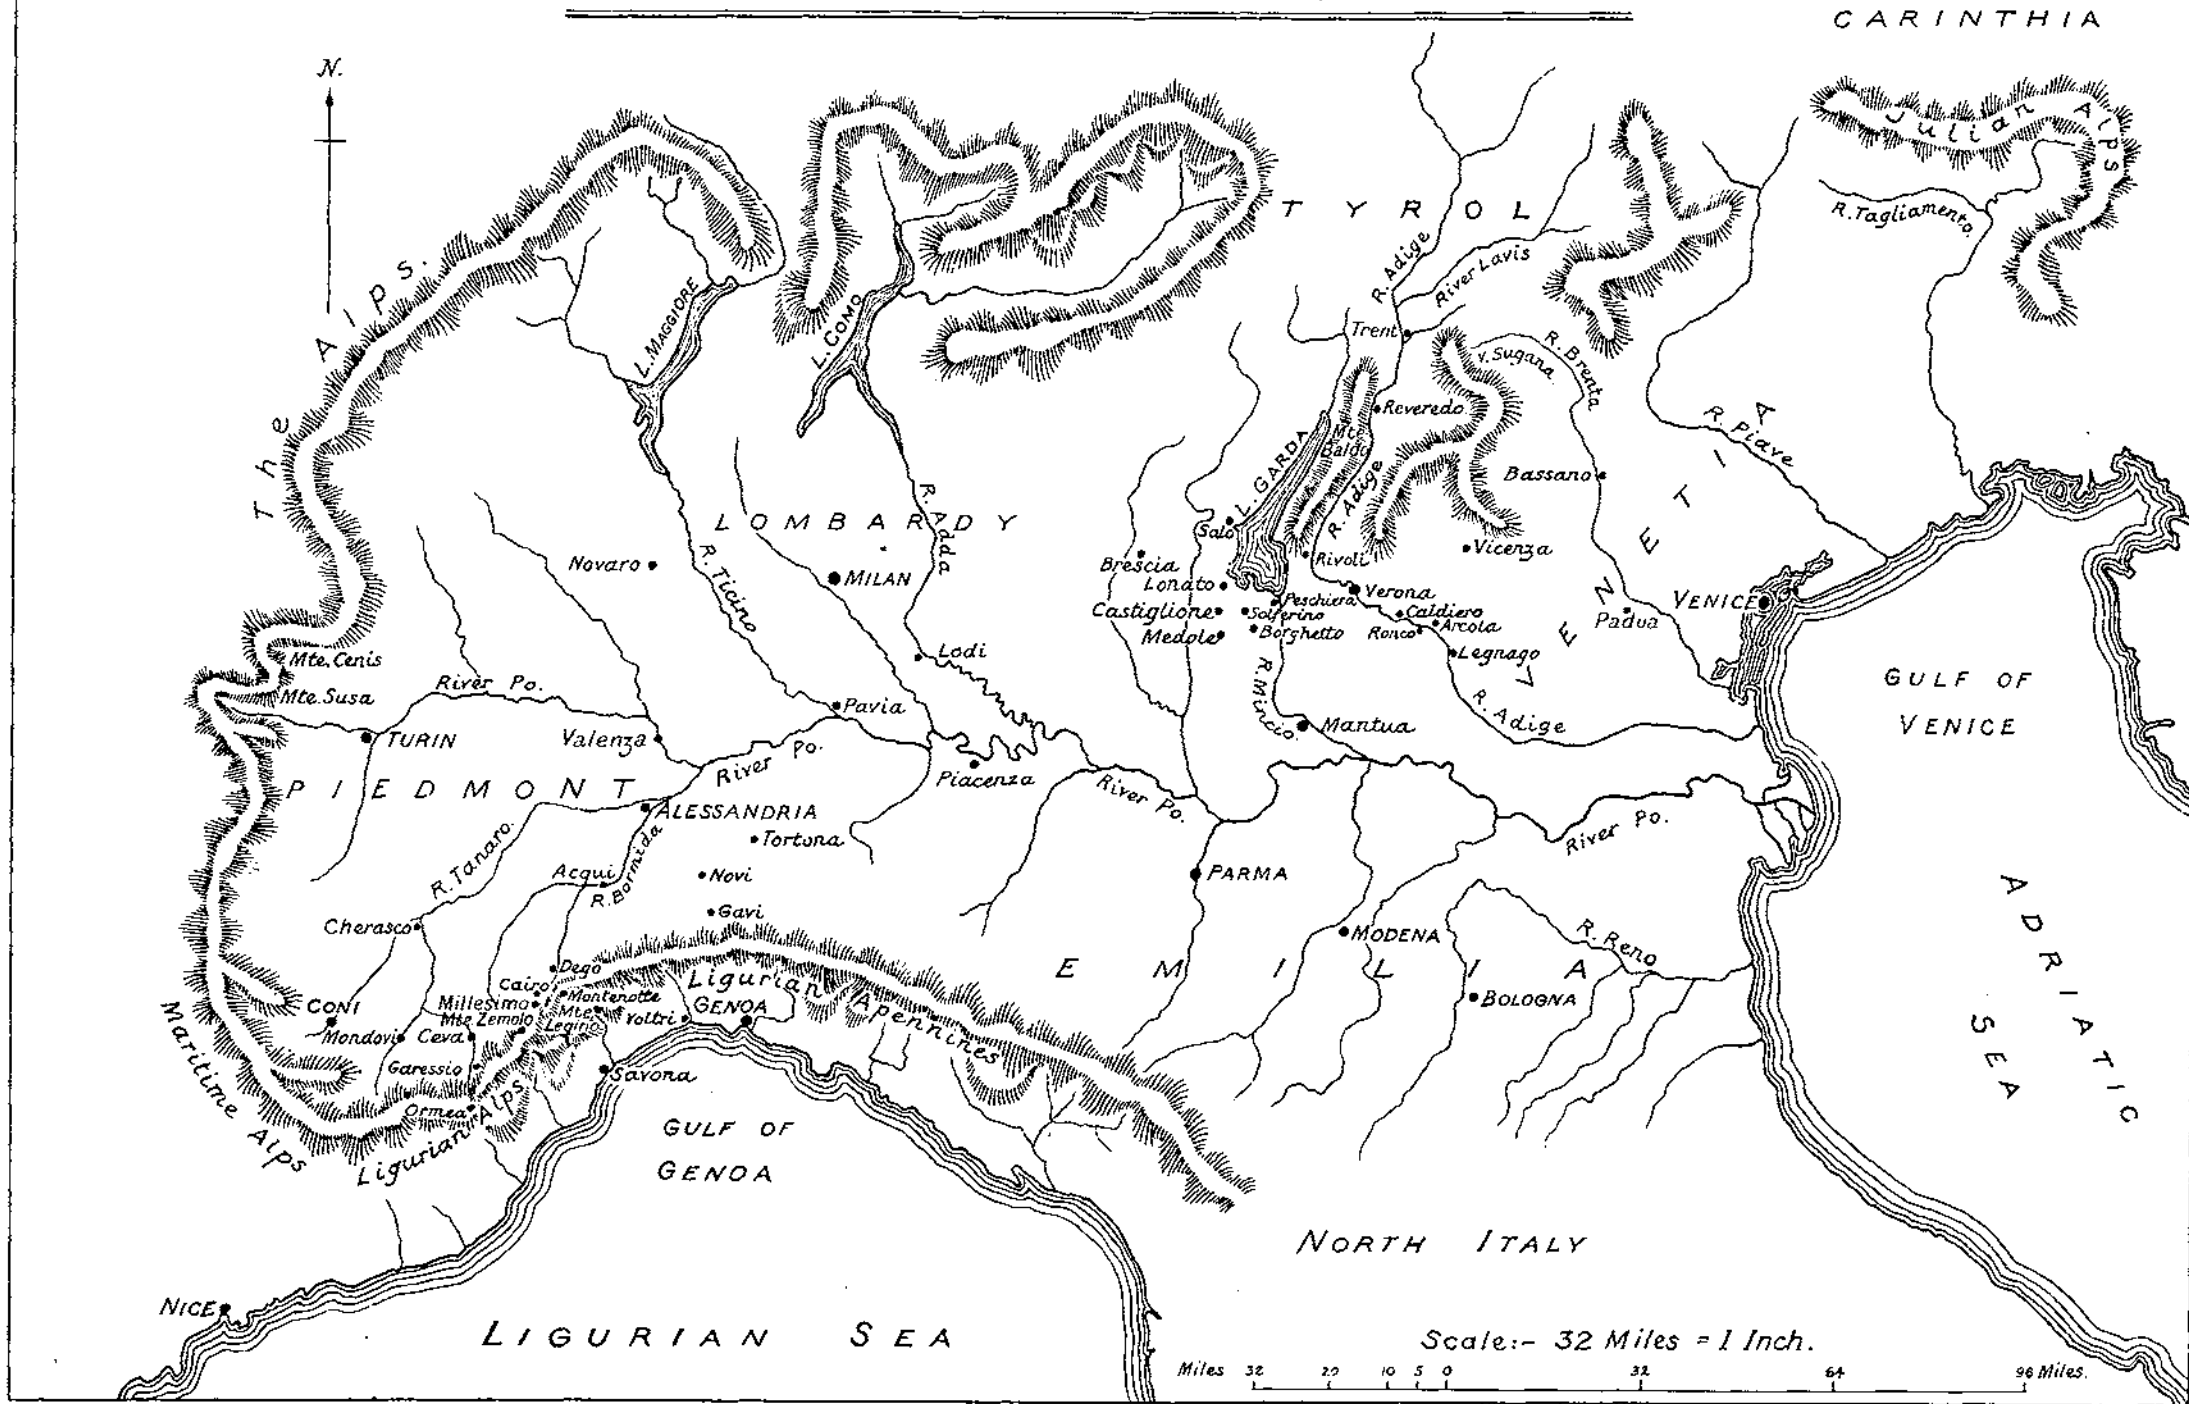 CARINTHIA
N.
The Alps.
Julian Alps
TYROL
R. Tagliamento.
R. Adige
River Lavis
L. MAGGIORE
L. COMO
Trent
V. Sugana
R. Brenta
Reveredo
Mte Baldo
L. GARDA
R. Adige
R. Piave
VENETIA
Bassano
LOMBARDY
R. Adda
Salo
Rivoli
Vicenza
Novaro
R. Ticino
MILAN
Brescia
Lonato
Peschiera
Verona
Castiglione
Solferino
Caldiero
Medole
Borghetto
Ronco
Arcola
Padua
VENICE
Legnago
Lodi
Mte. Cenis
Mte. Susa
River Po.
R. Mincio.
GULF OF
VENICE
Pavia
TURIN
Valenza
River Po.
Mantua
R. Adige
Piacenza
PIEDMONT
River Po.
River Po.
ALESSANDRIA
Tortona
R. Tanaro.
R. Bormida
Acqui
Novi
PARMA
Gavi
Cherasco
MODENA
R. Reno
ADRIATIC
SEA
EMILIA
Dego
Cairo
Montenotte
Millesimo
Mte. Zemolo
Mte Legino
Voltri
Ligurian Apennines
GENOA
BOLOGNA
CONI
Mondovi
Ceva
Garessio
Savona
Ormea
Maritime Alps
Ligurian Alps
GULF OF
GENOA
NORTH ITALY
NICE
LIGURIAN SEA
Scale:- 32 Miles = 1 Inch.
Miles 32 20 10 5 0 32 64 96 Miles.